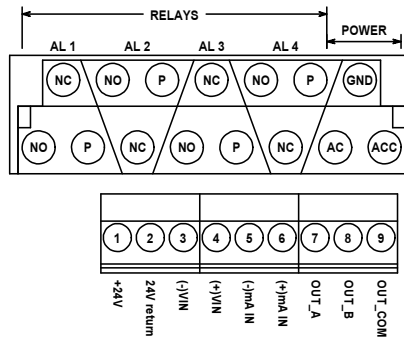 RELAYS
POWER
AL 1 AL 2 AL 3 AL 4
NC NO P NC NO P GND
NO P NC NO P NC AC ACC
1 2 3 4 5 6 7 8 9
+24V
24V return
(-)VIN
(+)VIN
(-)mA IN
(+)mA IN
OUT_A
OUT_B
OUT_COM